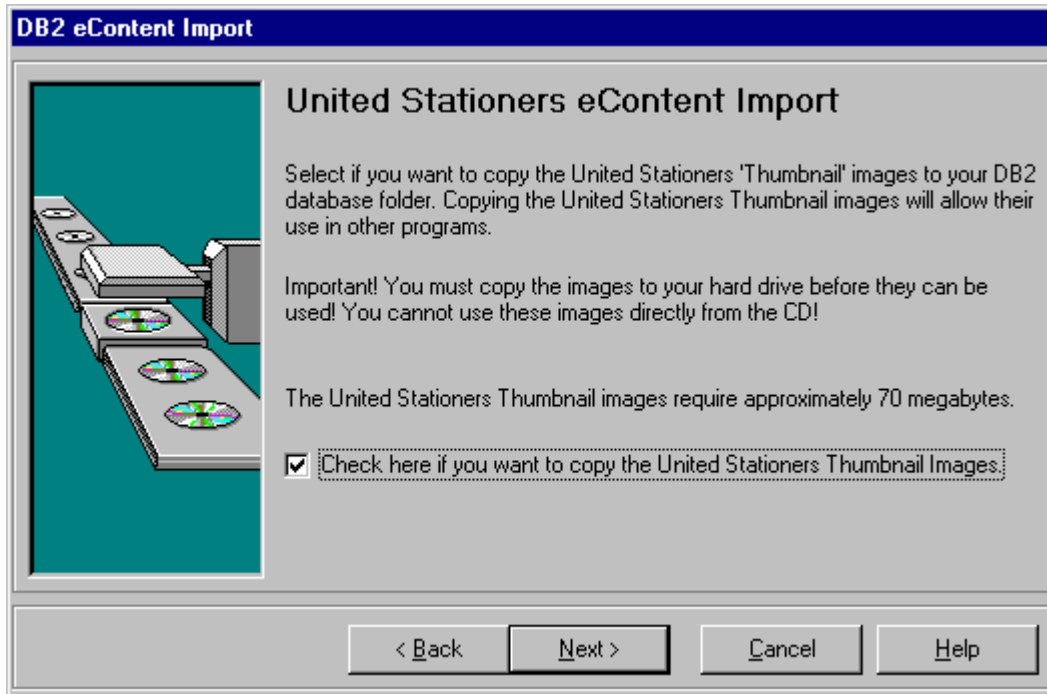 DB2 eContent Import
United Stationers eContent Import
Select if you want to copy the United Stationers 'Thumbnail' images to your DB2
database folder. Copying the United Stationers Thumbnail images will allow their
use in other programs.
Important! You must copy the images to your hard drive before they can be
used! You cannot use these images directly from the CD!
The United Stationers Thumbnail images require approximately 70 megabytes.
Check here if you want to copy the United Stationers Thumbnail Images.
< Back Next > Cancel Help